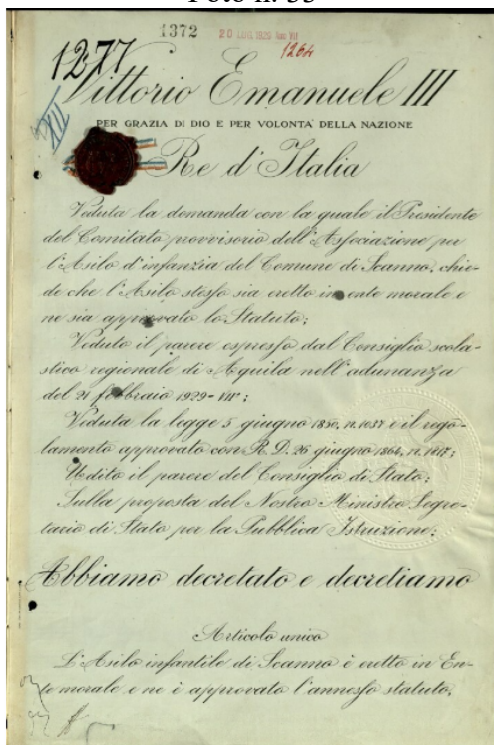 Foto n. 33
1372 20 LUG. 1929 Anno VII
1277 1264
Vittorio Emanuele III
XIX
PER GRAZIA DI DIO E PER VOLONTA' DELLA NAZIONE
Re d'Italia
Veduta la domanda con la quale il Presidente
del Comitato provvisorio dell'Associazione per
l'Asilo d'infanzia del Comune di Scanno, chie-
de che l'Asilo stesso sia eretto in ente morale e
ne sia approvato lo Statuto;
Veduto il parere espresso dal Consiglio scola-
stico regionale di Aquila nell'adunanza
del 21 febbraio 1929 - VII°;
Veduta la legge 5 giugno 1850, n. 1037 e il rego-
lamento approvato con R. D. 26 giugno 1864, n. 1817;
Udito il parere del Consiglio di Stato;
Sulla proposta del Nostro Ministro Segre-
tario di Stato per la Pubblica Istruzione;
Abbiamo decretato e decretiamo
Articolo unico
L'Asilo infantile di Scanno è eretto in En-
te morale e ne è approvato l'annesso statuto.